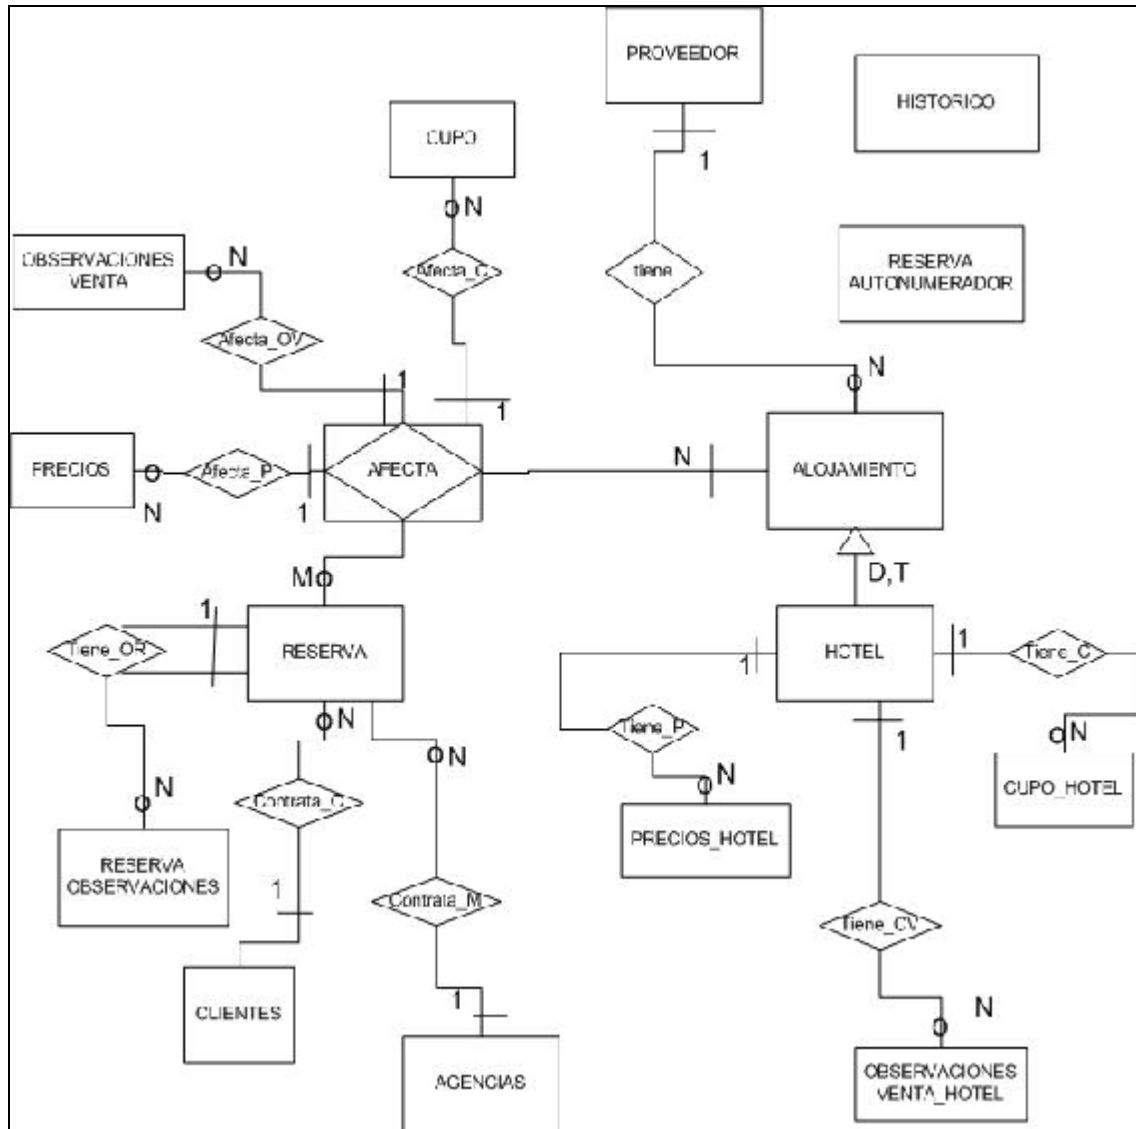 PROVEEDOR
HISTORICO
CUPO
N
1
OBSERVACIONES
VENTA
N
Afecta_C
tiene
RESERVA
AUTONUMERADOR
Afecta_OV
1
1
N
PRECIOS
Afecta_P
AFECTA
N
ALOJAMIENTO
N
1
M
D,T
1
Tiene_OR
RESERVA
1
HOTEL
1
Tiene_C
N
N
Tiene_P
1
N
N
Contrata_C
N
PRECIOS_HOTEL
CUPO_HOTEL
RESERVA
OBSERVACIONES
1
Contrata_M
Tiene_CV
CLIENTES
1
N
AGENCIAS
OBSERVACIONES
VENTA_HOTEL